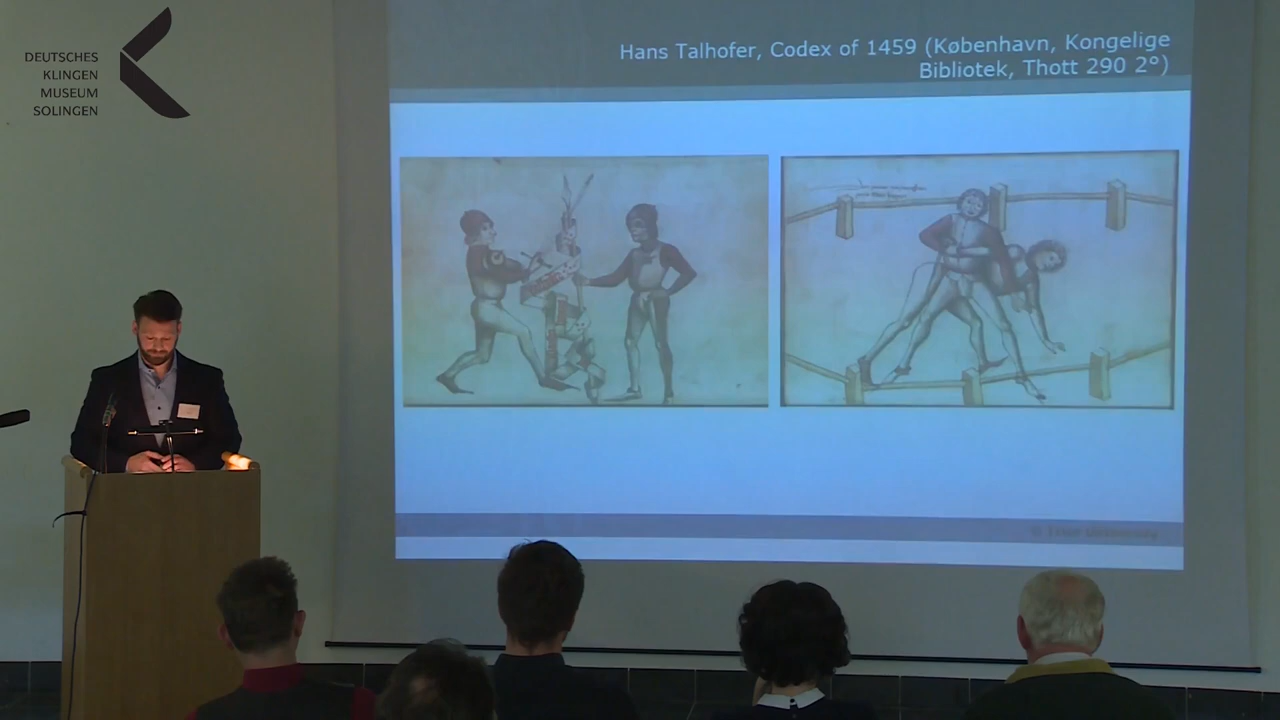 DEUTSCHES
KLINGEN
MUSEUM
SOLINGEN
Hans Talhofer, Codex of 1459 (København, Kongelige
Bibliotek, Thott 290 2°)